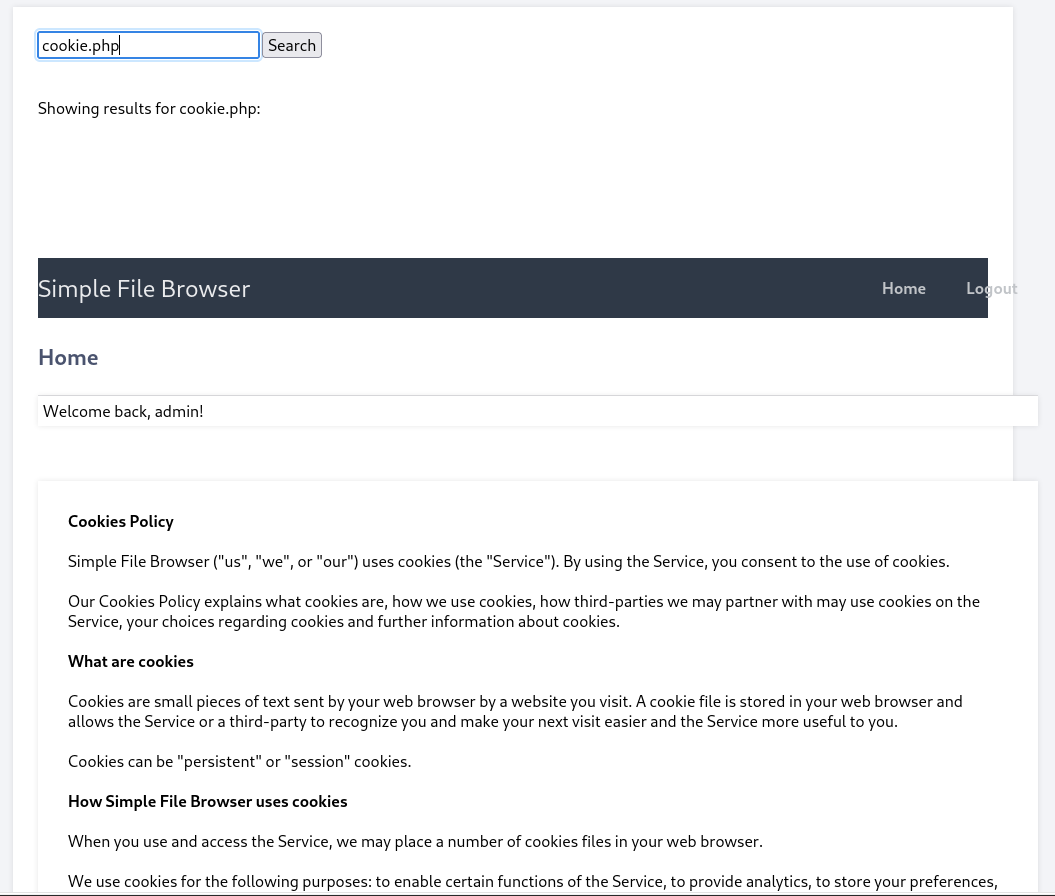 cookie.php
Search
Showing results for cookie.php:
Simple File Browser
Home
Logout
Home
Welcome back, admin!
Cookies Policy
Simple File Browser ("us", "we", or "our") uses cookies (the "Service"). By using the Service, you consent to the use of cookies.
Our Cookies Policy explains what cookies are, how we use cookies, how third-parties we may partner with may use cookies on the
Service, your choices regarding cookies and further information about cookies.
What are cookies
Cookies are small pieces of text sent by your web browser by a website you visit. A cookie file is stored in your web browser and
allows the Service or a third-party to recognize you and make your next visit easier and the Service more useful to you.
Cookies can be "persistent" or "session" cookies.
How Simple File Browser uses cookies
When you use and access the Service, we may place a number of cookies files in your web browser.
We use cookies for the following purposes: to enable certain functions of the Service, to provide analytics, to store your preferences,